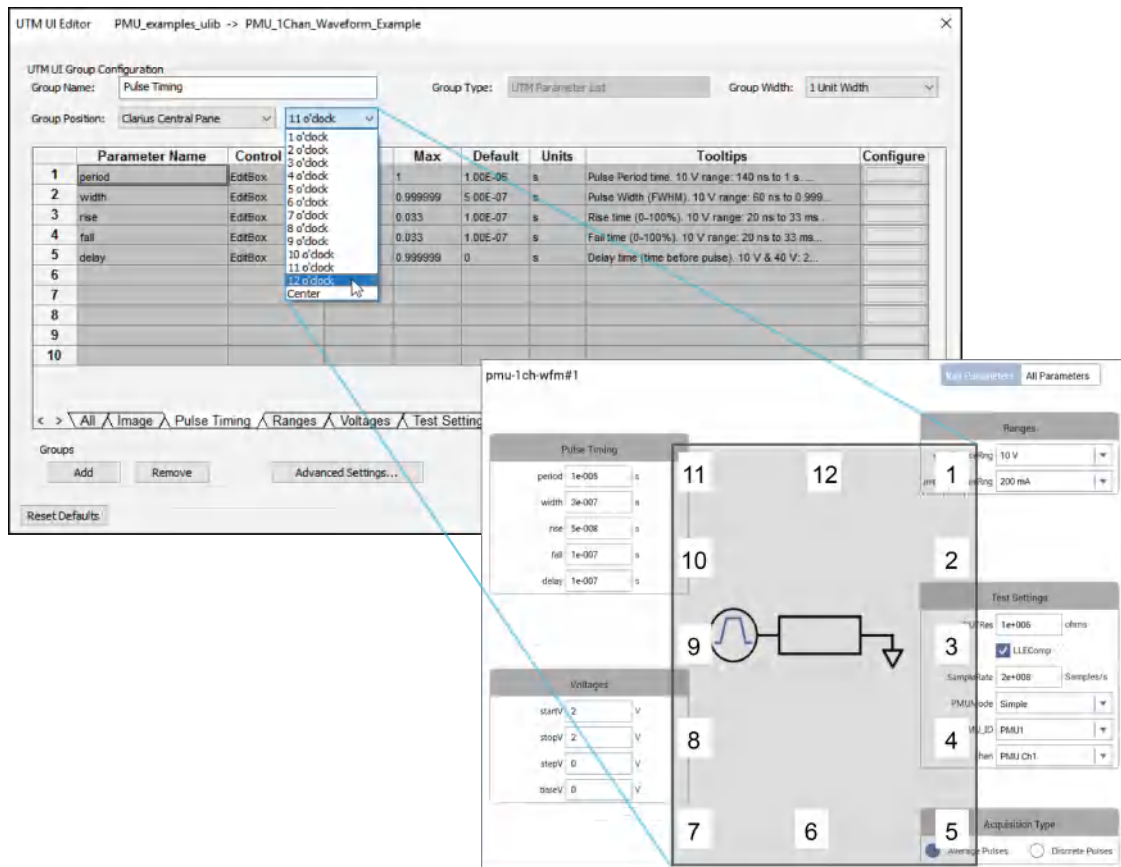 UTM UI Editor PMU_examples_ulib -> PMU_1Chan_Waveform_Example
UTM UI Group Configuration
Group Name: Pulse Timing Group Type: UTM Parameter List Group Width: 1 Unit Width
Group Position: Clarius Central Pane 11 o'clock
1 o'clock
2 o'clock
3 o'clock
4 o'clock
5 o'clock
6 o'clock
7 o'clock
8 o'clock
9 o'clock
10 o'clock
11 o'clock
12 o'clock
Center
Parameter Name Control Max Default Units Tooltips Configure
1 period EditBox 1 1.00E-06 s Pulse Period time. 10 V range: 140 ns to 1 s. ...
2 width EditBox 0.999999 5.00E-07 s Pulse Width (FWHM). 10 V range: 60 ns to 0.999...
3 rise EditBox 0.033 1.00E-07 s Rise time (0-100%). 10 V range: 20 ns to 33 ms...
4 fall EditBox 0.033 1.00E-07 s Fall time (0-100%). 10 V range: 20 ns to 33 ms...
5 delay EditBox 0.999999 0 s Delay time (time before pulse). 10 V & 40 V: 2...
6
7
8
9
10
< > All Image Pulse Timing Ranges Voltages Test Setting
Groups
Add Remove Advanced Settings...
Reset Defaults
pmu-1ch-wfm#1 All Parameters
Pulse Timing
period 1e-005 s
width 3e-007 s
rise 5e-008 s
fall 1e-007 s
delay 1e-007 s
Voltages
startV 2 V
stopV 2 V
stepV 0 V
baseV 0 V
11 12 1
10 2
9 3
8 4
7 6 5
Ranges
10 V
200 mA
Test Settings
Res 1e+006 ohms
LLEComp
SampleRate 2e+008 Samples/s
PMUMode Simple
PMU1
PMU Ch1
Acquisition Type
Average Pulses Discrete Pulses